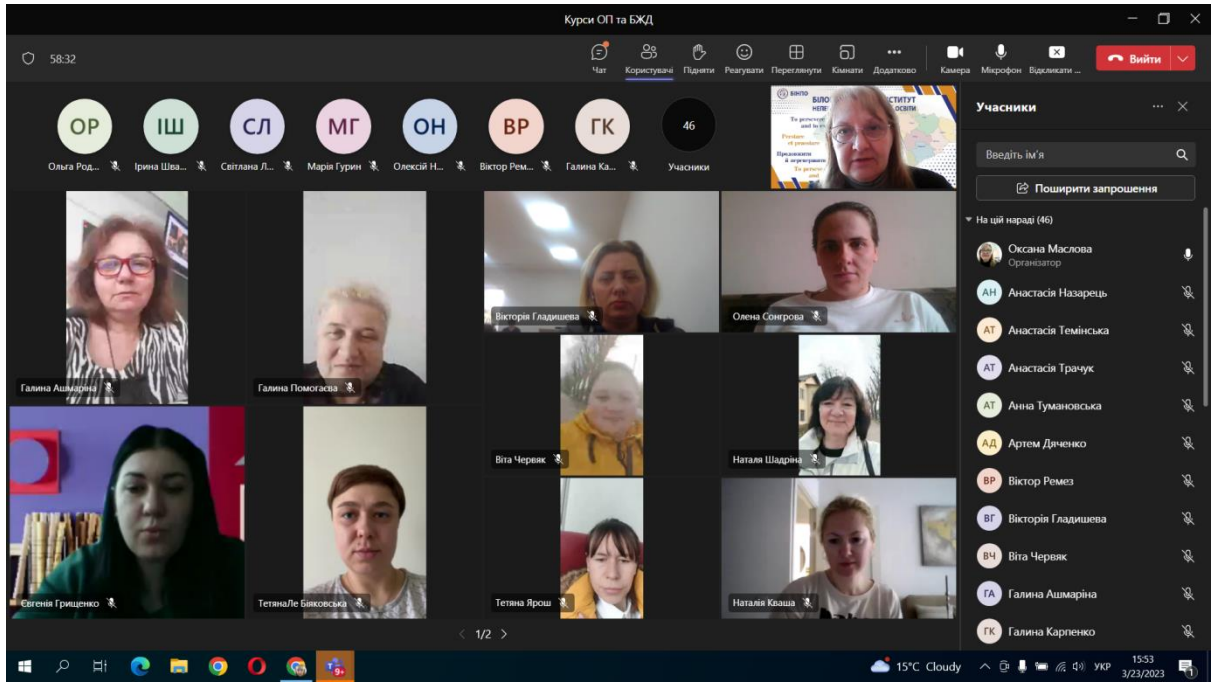 Курси ОП та БЖД
58:32
Чат
Користувачі
Підняти
Реагувати
Переглянути
Кімнати
Додатково
Камера
Мікрофон
Відкликати ...
Вийти
ОР
ІШ
СЛ
МГ
ОН
ВР
ГК
46
Ольга Род...
Ірина Шва...
Світлана Л...
Марія Гурин
Олексій Н...
Віктор Рем...
Галина Ка...
Учасники
БІНПО
Галина Ашмаріна
Галина Помогаєва
Вікторія Гладишева
Олена Сонгрова
Віта Червяк
Наталя Шадріна
Євгенія Грищенко
ТетянаЛе Біяковська
Тетяна Ярош
Наталія Кваша
1/2
Учасники
Введіть ім'я
Поширити запрошення
На цій нараді (46)
Оксана Маслова
Організатор
АН Анастасія Назарець
АТ Анастасія Темінська
АТ Анастасія Трачук
АТ Анна Тумановська
АД Артем Дяченко
ВР Віктор Ремез
ВГ Вікторія Гладишева
ВЧ Віта Червяк
ГА Галина Ашмаріна
ГК Галина Карпенко
9+
15°C Cloudy
УКР
15:53
3/23/2023
1